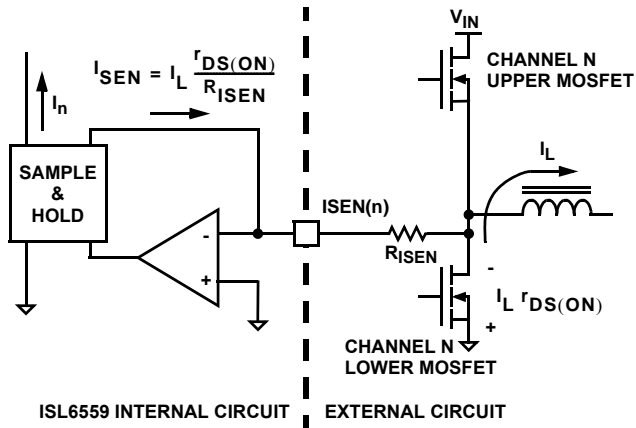 V_IN
CHANNEL N
UPPER MOSFET
I_SEN = I_L r_DS(ON) / R_ISEN
I_n
I_L
SAMPLE
&
HOLD
ISEN(n)
-
+
R_ISEN
-
I_L r_DS(ON)
+
CHANNEL N
LOWER MOSFET
ISL6559 INTERNAL CIRCUIT
EXTERNAL CIRCUIT